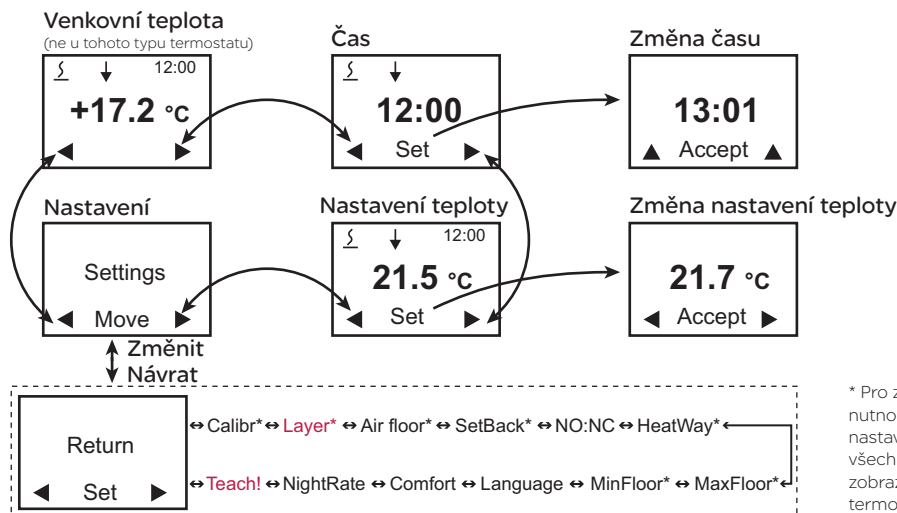 Venkovní teplota
(ne u tohoto typu termostatu)
12:00
+17.2 °C
Čas
12:00
Set
Změna času
13:01
Accept
Nastavení
Settings
Move
Nastavení teploty
12:00
21.5 °C
Set
Změna nastavení teploty
21.7 °C
Accept
Změnit
Návrat
Return
Set
Calibr* Layer* Air floor* SetBack* NO:NC HeatWay*
Teach! NightRate Comfort Language MinFloor* MaxFloor*
* Pro z
nutno
nastav
všech
zobraz
termo